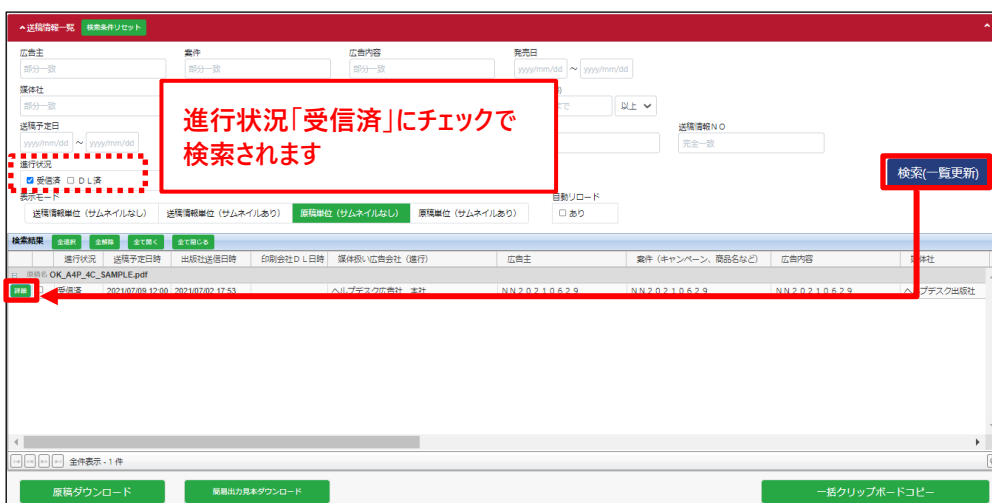 送稿情報一覧 検索条件リセット
広告主 案件 広告内容 発売日
部分一致 部分一致 部分一致 yyyy/mm/dd ～ yyyy/mm/dd
媒体社
部分一致 以上
送稿予定日 送稿情報ＮＯ
yyyy/mm/dd ～ yyyy/mm/dd 完全一致
進行状況「受信済」にチェックで
検索されます
進行状況
受信済 ＤＬ済
検索(一覧更新)
表示モード 自動リロード
送稿情報単位（サムネイルなし） 送稿情報単位（サムネイルあり） 原稿単位（サムネイルなし） 原稿単位（サムネイルあり） あり
検索結果 全選択 全解除 全て開く 全て閉じる
進行状況 送稿予定日時 出版社送信日時 印刷会社ＤＬ日時 媒体扱い広告会社（進行） 広告主 案件（キャンペーン、商品名など） 広告内容 媒体社
原稿名 OK_A4P_4C_SAMPLE.pdf
詳細 受信済 2021/07/09 12:00 2021/07/02 17:53 ヘルプデスク広告社 本社 ＮＮ２０２１０６２９ ＮＮ２０２１０６２９ ＮＮ２０２１０６２９ ヘルプデスク出版社
全件表示 - 1 件
原稿ダウンロード 簡易出力見本ダウンロード 一括クリップボードコピー